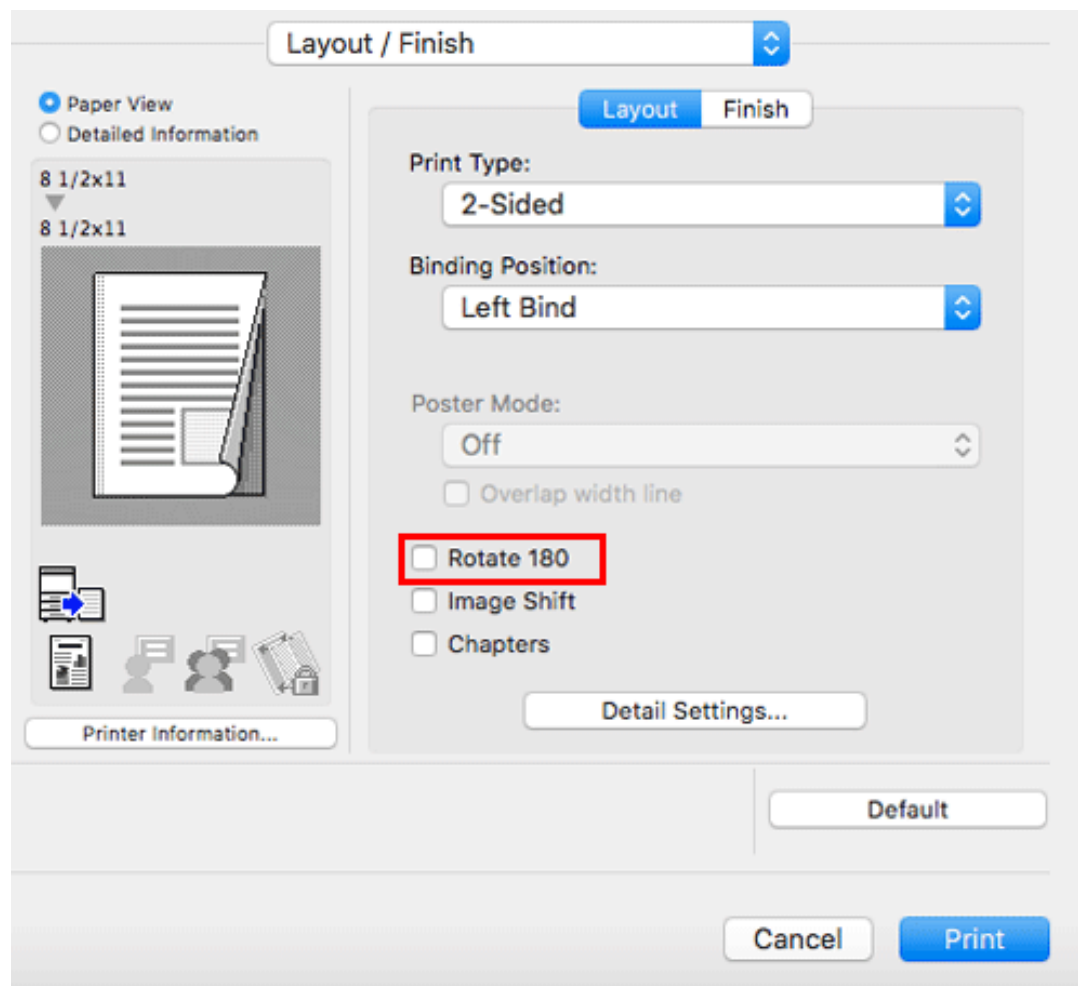 Layout / Finish
Paper View
Detailed Information
8 1/2x11
8 1/2x11
Layout
Finish
Print Type:
2-Sided
Binding Position:
Left Bind
Poster Mode:
Off
Overlap width line
Rotate 180
Image Shift
Chapters
Detail Settings...
Printer Information...
Default
Cancel
Print